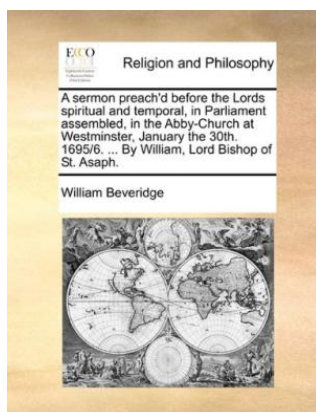 ECCO
Religion and Philosophy
A sermon preach'd before the Lords
spiritual and temporal, in Parliament
assembled, in the Abby-Church at
Westminster, January the 30th.
1695/6. ... By William, Lord Bishop of
St. Asaph.
William Beveridge